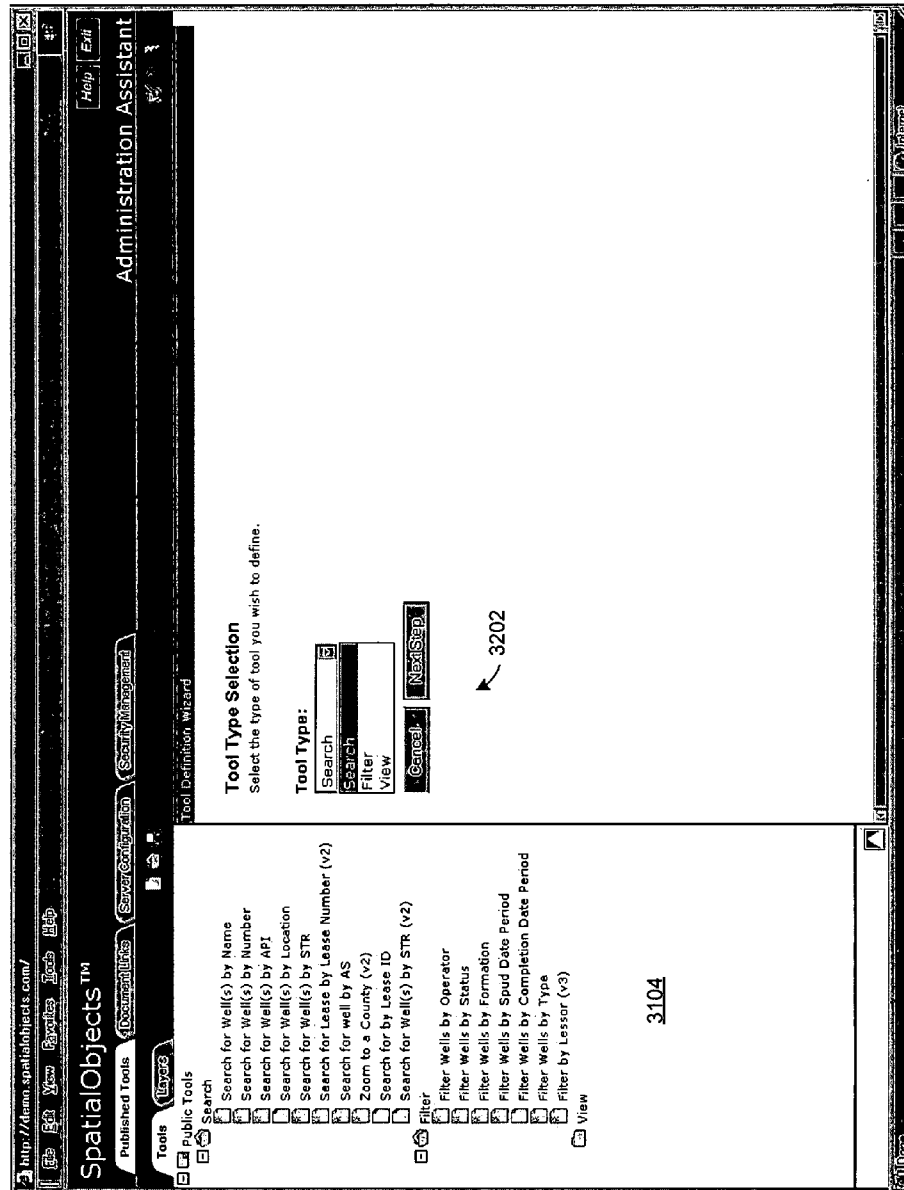 http://demo.spatialobjects.com/
File Edit View Favorites Tools Help
SpatialObjects™
Help Exit
Published Tools Document Links Server Configuration Security Management
Administration Assistant
Tools Layers
Public Tools
Search
Search for Well(s) by Name
Search for Well(s) by Number
Search for Well(s) by API
Search for Well(s) by Location
Search for Well(s) by STR
Search for Lease by Lease Number (v2)
Search for well by AS
Zoom to a County (v2)
Search for by Lease ID
Search for Well(s) by STR (v2)
Filter
Filter Wells by Operator
Filter Wells by Status
Filter Wells by Formation
Filter Wells by Spud Date Period
Filter Wells by Completion Date Period
Filter Wells by Type
Filter by Lessor (v3)
View
3104
Tool Definition Wizard
Tool Type Selection
Select the type of tool you wish to define.
Tool Type:
Search
Search
Filter
View
Cancel Next Step
3202
Done
Internet